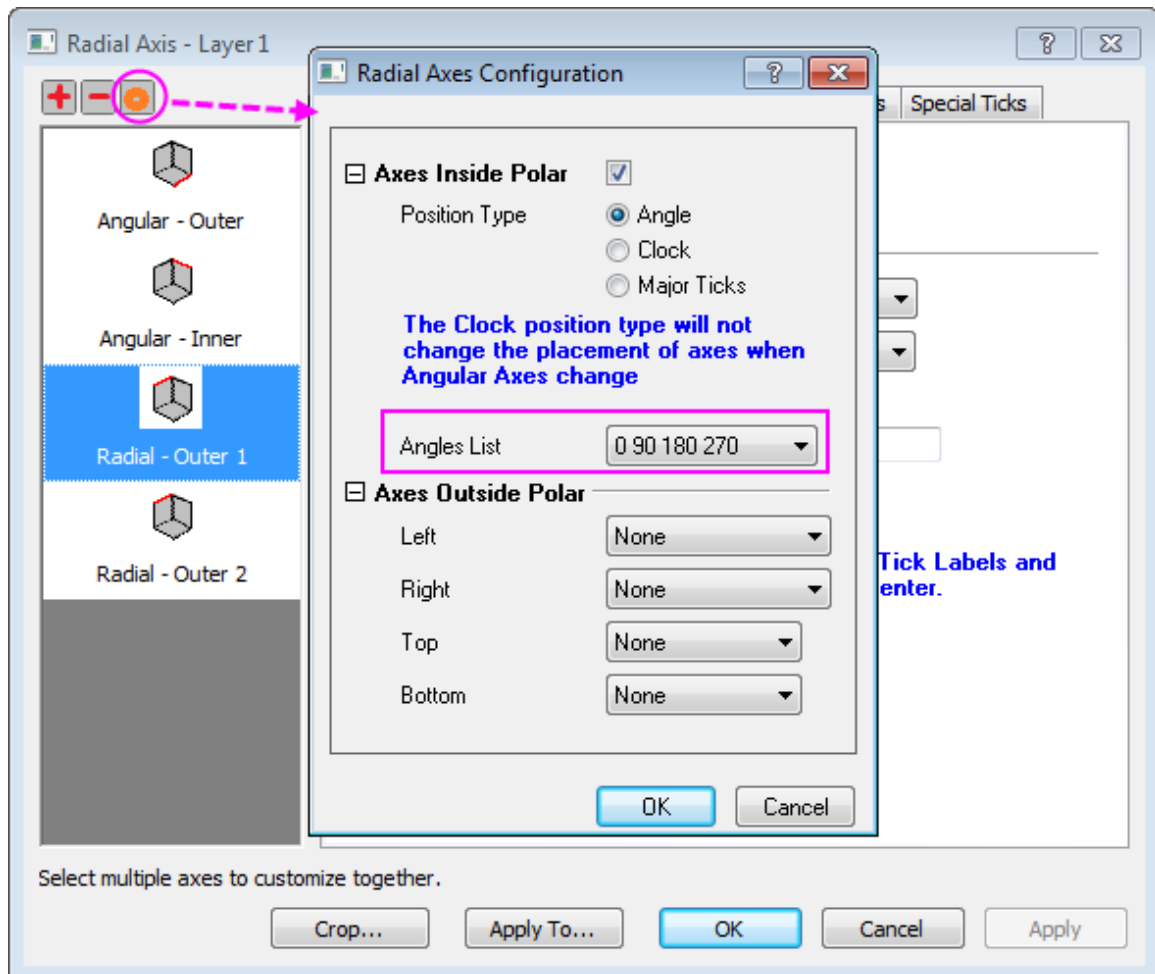 Radial Axis - Layer 1
Radial Axes Configuration
s
Special Ticks
Angular - Outer
Angular - Inner
Radial - Outer 1
Radial - Outer 2
Axes Inside Polar
Position Type
Angle
Clock
Major Ticks
The Clock position type will not
change the placement of axes when
Angular Axes change
Angles List
0 90 180 270
Axes Outside Polar
Left
None
Right
None
Top
None
Bottom
None
Tick Labels and
enter.
OK
Cancel
Select multiple axes to customize together.
Crop...
Apply To...
OK
Cancel
Apply